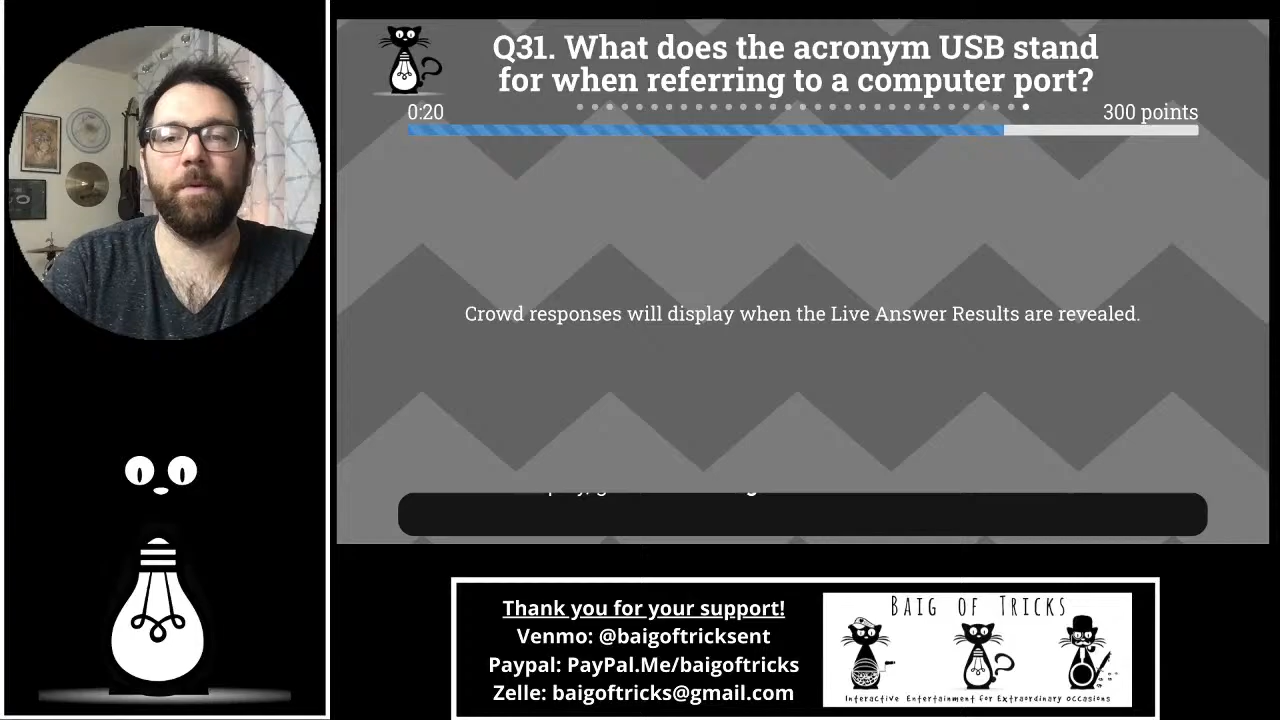 Q31. What does the acronym USB stand
for when referring to a computer port?
0:20
300 points
Crowd responses will display when the Live Answer Results are revealed.
Thank you for your support!
Venmo: @baigoftricksent
Paypal: PayPal.Me/baigoftricks
Zelle: baigoftricks@gmail.com
BAIG OF TRICKS
Interactive Entertainment for Extraordinary Occasions